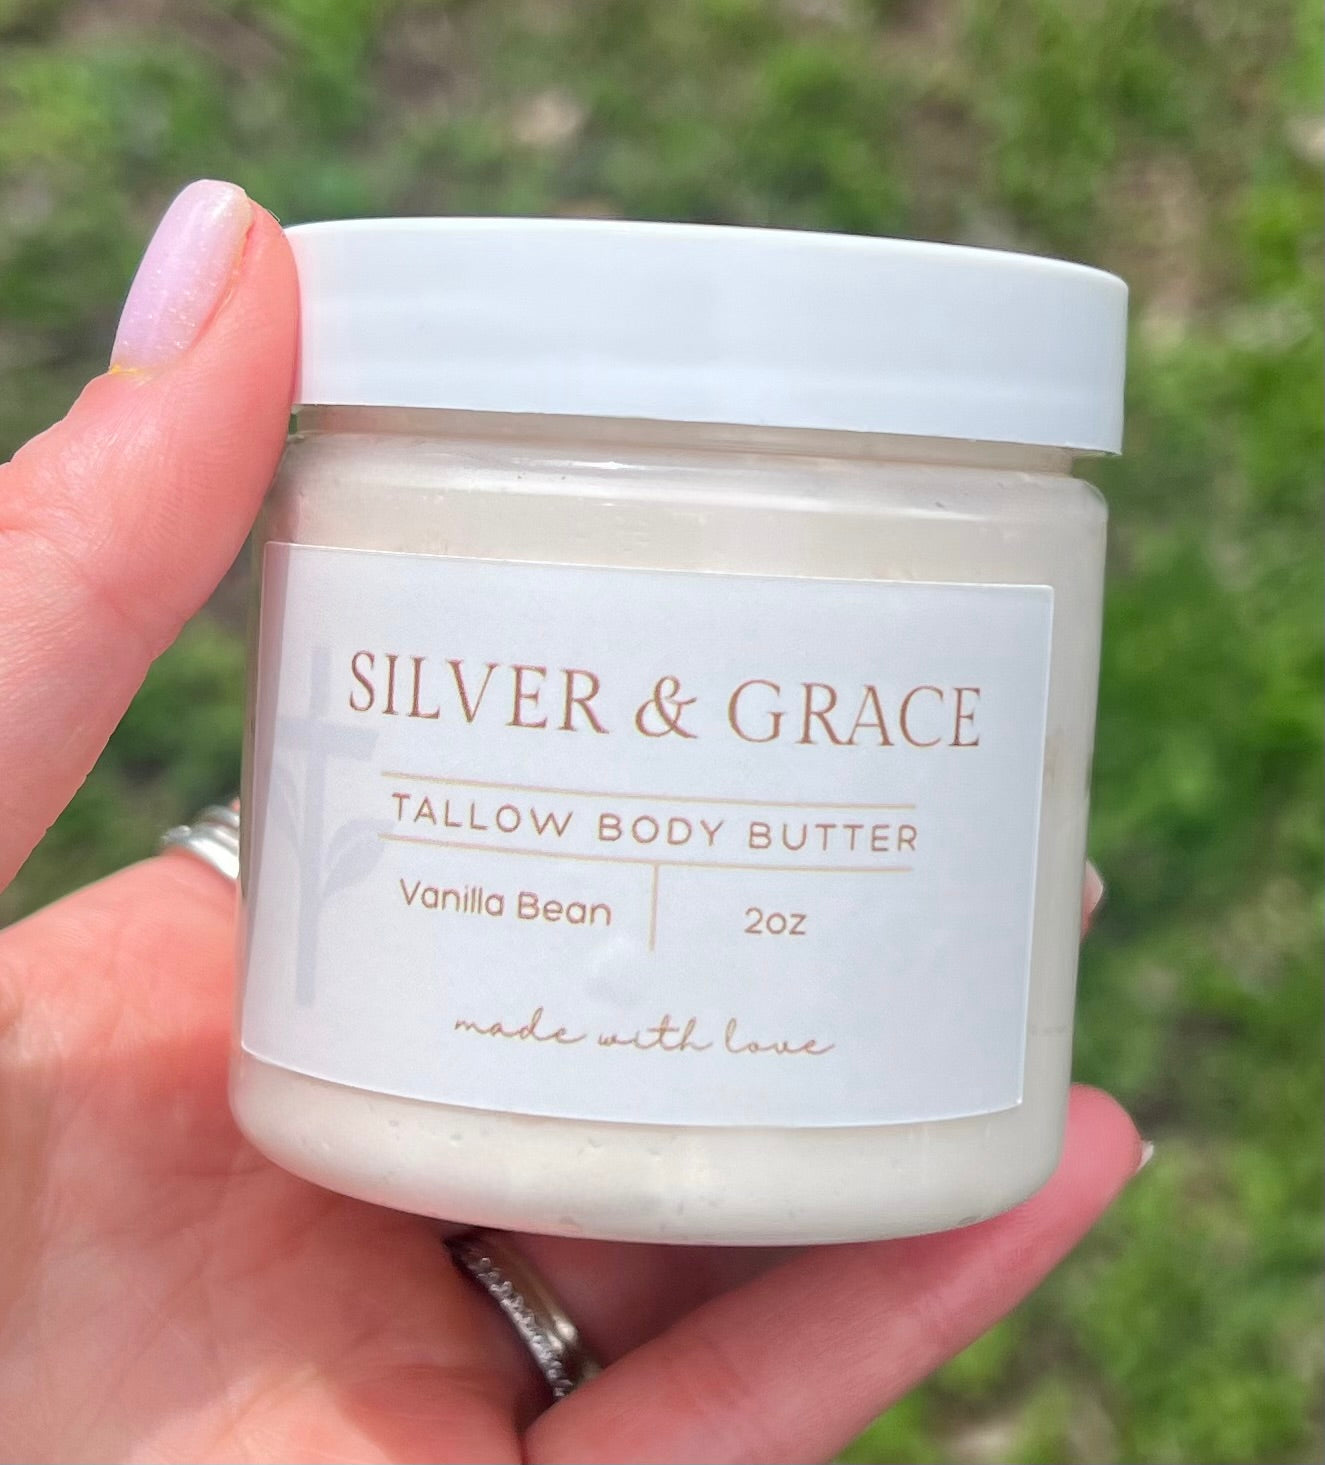 SILVER & GRACE
TALLOW BODY BUTTER
Vanilla Bean 2oz
made with love